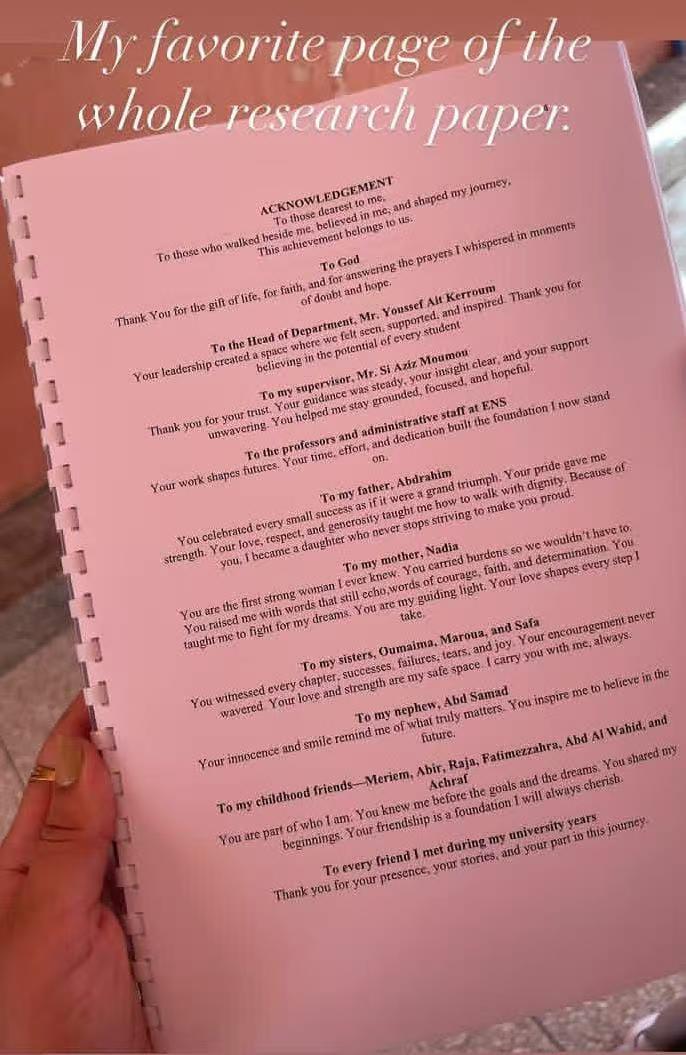 My favorite page of the
whole research paper.
ACKNOWLEDGEMENT
To those dearest to me,
To those who walked beside me, believed in me, and shaped my journey,
This achievement belongs to us.
To God
Thank You for the gift of life, for faith, and for answering the prayers I whispered in moments
of doubt and hope.
To the Head of Department, Mr. Youssef Ait Kerroum
Your leadership created a space where we felt seen, supported, and inspired. Thank you for
believing in the potential of every student
To my supervisor, Mr. Si Aziz Moumou
Thank you for your trust. Your guidance was steady, your insight clear, and your support
unwavering. You helped me stay grounded, focused, and hopeful.
To the professors and administrative staff at ENS
Your work shapes futures. Your time, effort, and dedication built the foundation I now stand
on.
To my father, Abdrahim
You celebrated every small success as if it were a grand triumph. Your pride gave me
strength. Your love, respect, and generosity taught me how to walk with dignity. Because of
you, I became a daughter who never stops striving to make you proud.
To my mother, Nadia
You are the first strong woman I ever knew. You carried burdens so we wouldn't have to.
You raised me with words that still echo,words of courage, faith, and determination. You
taught me to fight for my dreams. You are my guiding light. Your love shapes every step I
take.
To my sisters, Oumaima, Maroua, and Safa
You witnessed every chapter, successes, failures, tears, and joy. Your encouragement never
wavered. Your love and strength are my safe space. I carry you with me, always.
To my nephew, Abd Samad
Your innocence and smile remind me of what truly matters. You inspire me to believe in the
future.
To my childhood friends—Meriem, Abir, Raja, Fatimezzahra, Abd Al Wahid, and
Achraf
You are part of who I am. You knew me before the goals and the dreams. You shared my
beginnings. Your friendship is a foundation I will always cherish.
To every friend I met during my university years
Thank you for your presence, your stories, and your part in this journey.